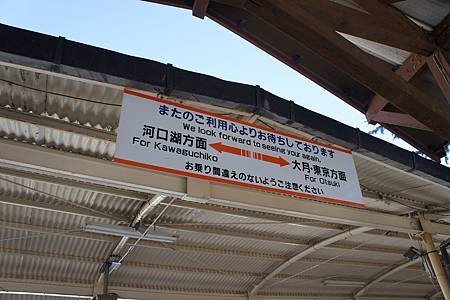 またのご利用心よりお待ちしております
We look forward to seeing your again.
河口湖方面
For Kawaguchiko
大月・東京方面
For Otsuki
お乗り間違えのないようご注意ください